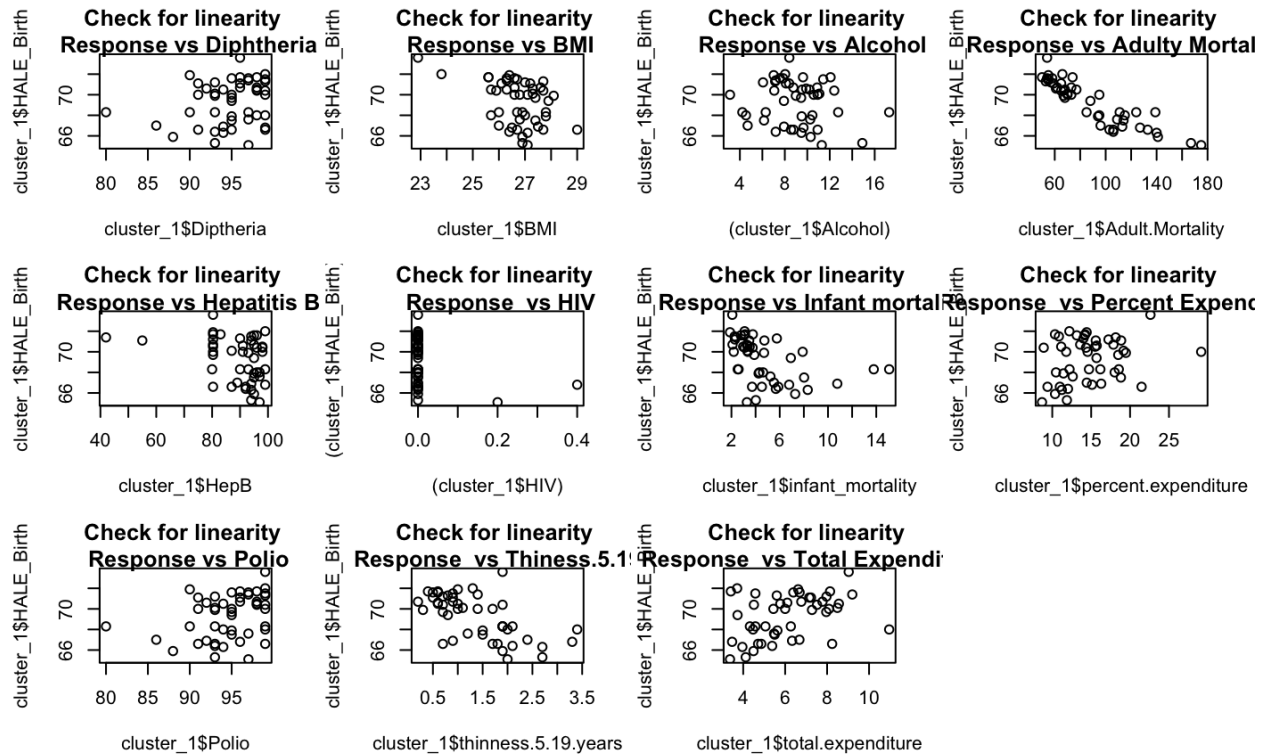 Check for linearity
Response vs Diphtheria
cluster_1$HALE_Birth
70
66
80 85 90 95
cluster_1$Diptheria
Check for linearity
Response vs BMI
cluster_1$HALE_Birth
70
66
23 25 27 29
cluster_1$BMI
Check for linearity
Response vs Alcohol
cluster_1$HALE_Birth
70
66
4 8 12 16
(cluster_1$Alcohol)
Check for linearity
Response vs Adulty Mortal
cluster_1$HALE_Birth
70
66
60 100 140 180
cluster_1$Adult.Mortality
Check for linearity
Response vs Hepatitis B
cluster_1$HALE_Birth
70
66
40 60 80 100
cluster_1$HepB
Check for linearity
Response vs HIV
(cluster_1$HALE_Birth)
70
66
0.0 0.2 0.4
(cluster_1$HIV)
Check for linearity
Response vs Infant mortal
cluster_1$HALE_Birth
70
66
2 6 10 14
cluster_1$infant_mortality
Check for linearity
Response vs Percent Expend
cluster_1$HALE_Birth
70
66
10 15 20 25
cluster_1$percent.expenditure
Check for linearity
Response vs Polio
cluster_1$HALE_Birth
70
66
80 85 90 95
cluster_1$Polio
Check for linearity
Response vs Thiness.5.19
cluster_1$HALE_Birth
70
66
0.5 1.5 2.5 3.5
cluster_1$thinness.5.19.years
Check for linearity
Response vs Total Expendit
cluster_1$HALE_Birth
70
66
4 6 8 10
cluster_1$total.expenditure